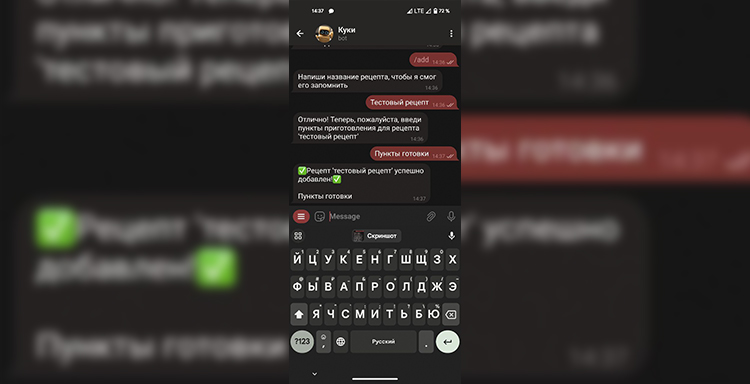 14:37 LTE 72 %
Куки
bot
/add 14:36
Напиши название рецепта, чтобы я смог
его запомнить 14:36
Тестовый рецепт 14:36
Отлично! Теперь, пожалуйста, введи
пункты приготовления для рецепта
'тестовый рецепт' 14:36
Пункты готовки 14:37
✅Рецепт 'тестовый рецепт' успешно
добавлен!✅
Пункты готовки 14:37
Message
Скриншот
Й Ц У К Е Н Г Ш Щ З Х
Ф Ы В А П Р О Л Д Ж Э
Я Ч С М И Т Ь Б Ю
?123 , Русский .